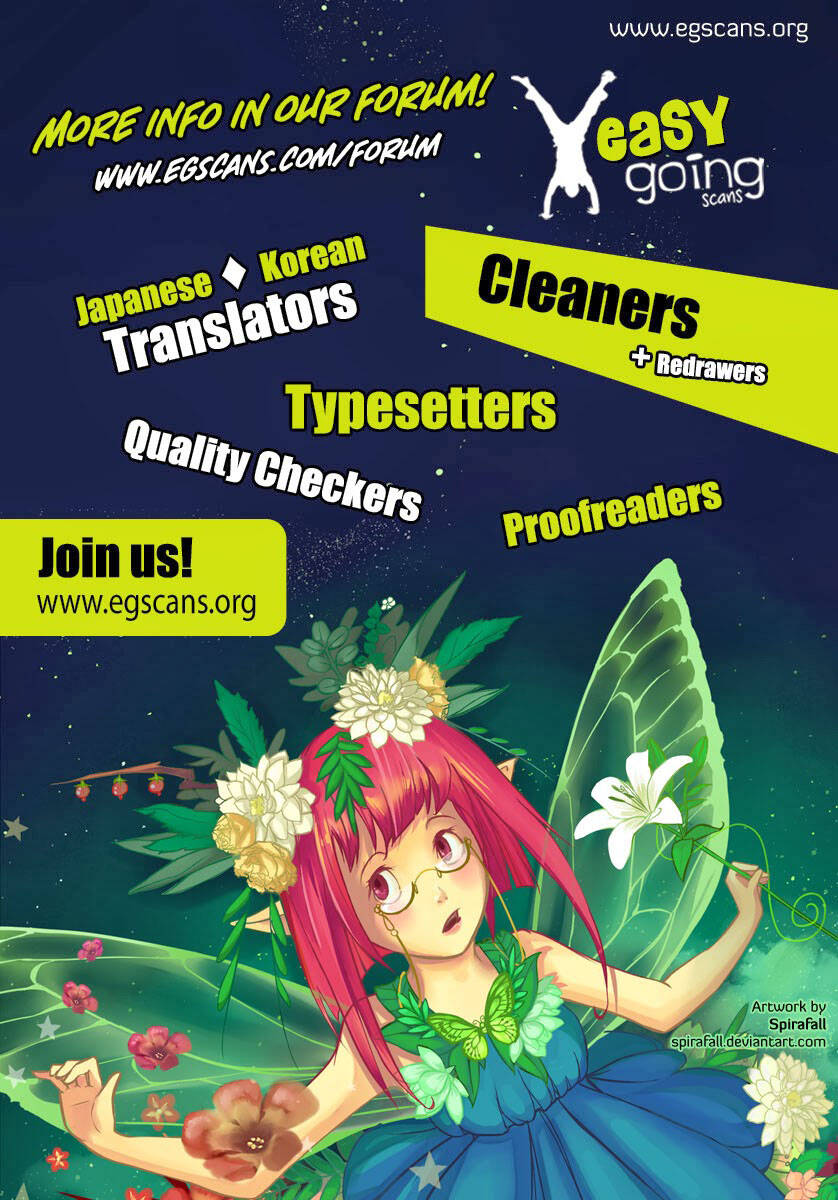 www.egscans.org
MORE INFO IN OUR FORUM!
WWW.EGSCANS.COM/FORUM
easy
going
scans
Japanese ♦ Korean
Translators
Cleaners
+ Redrawers
Typesetters
Quality Checkers
Proofreaders
Join us!
www.egscans.org
Artwork by
Spirafall
spirafall.deviantart.com